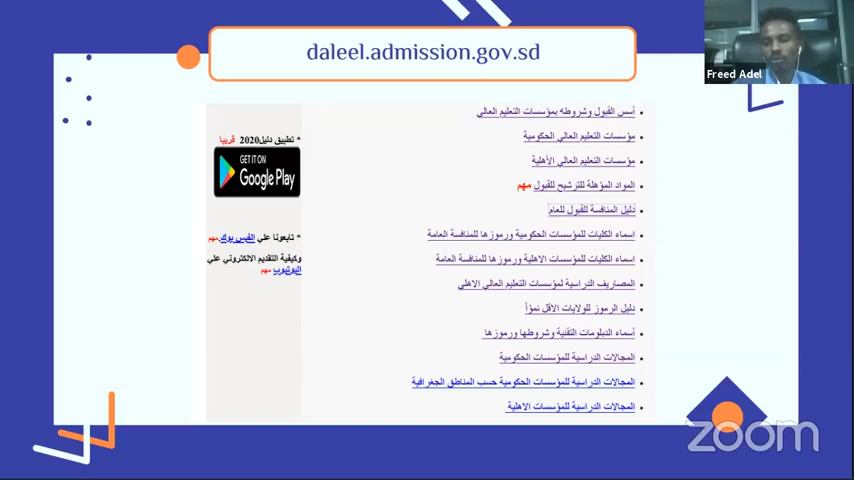 daleel.admission.gov.sd
Freed Adel
أسس القبول وشروطه بمؤسسات التعليم العالي
مؤسسات التعليم العالي الحكومية
مؤسسات التعليم العالي الأهلية
المواد المؤهلة للترشيح للقبول مهم
دليل المنافسة للقبول للعام
اسماء الكليات للمؤسسات الحكومية ورموزها للمنافسة العامة
اسماء الكليات للمؤسسات الاهلية ورموزها للمنافسة العامة
المصاريف الدراسية لمؤسسات التعليم العالي الاهلي
دليل الرموز للولايات الاقل نمؤأ
أسماء الدبلومات التقنية وشروطها ورموزها
المجالات الدراسية للمؤسسات الحكومية
المجالات الدراسية للمؤسسات الحكومية حسب المناطق الجغرافية
المجالات الدراسية للمؤسسات الاهلية
* تطبيق دليل2020 قريبا
GET IT ON
Google Play
* تابعونا علي الفيس بوك.مهم
وكيفية التقديم الالكتروني علي
اليوتيوب مهم
zoom